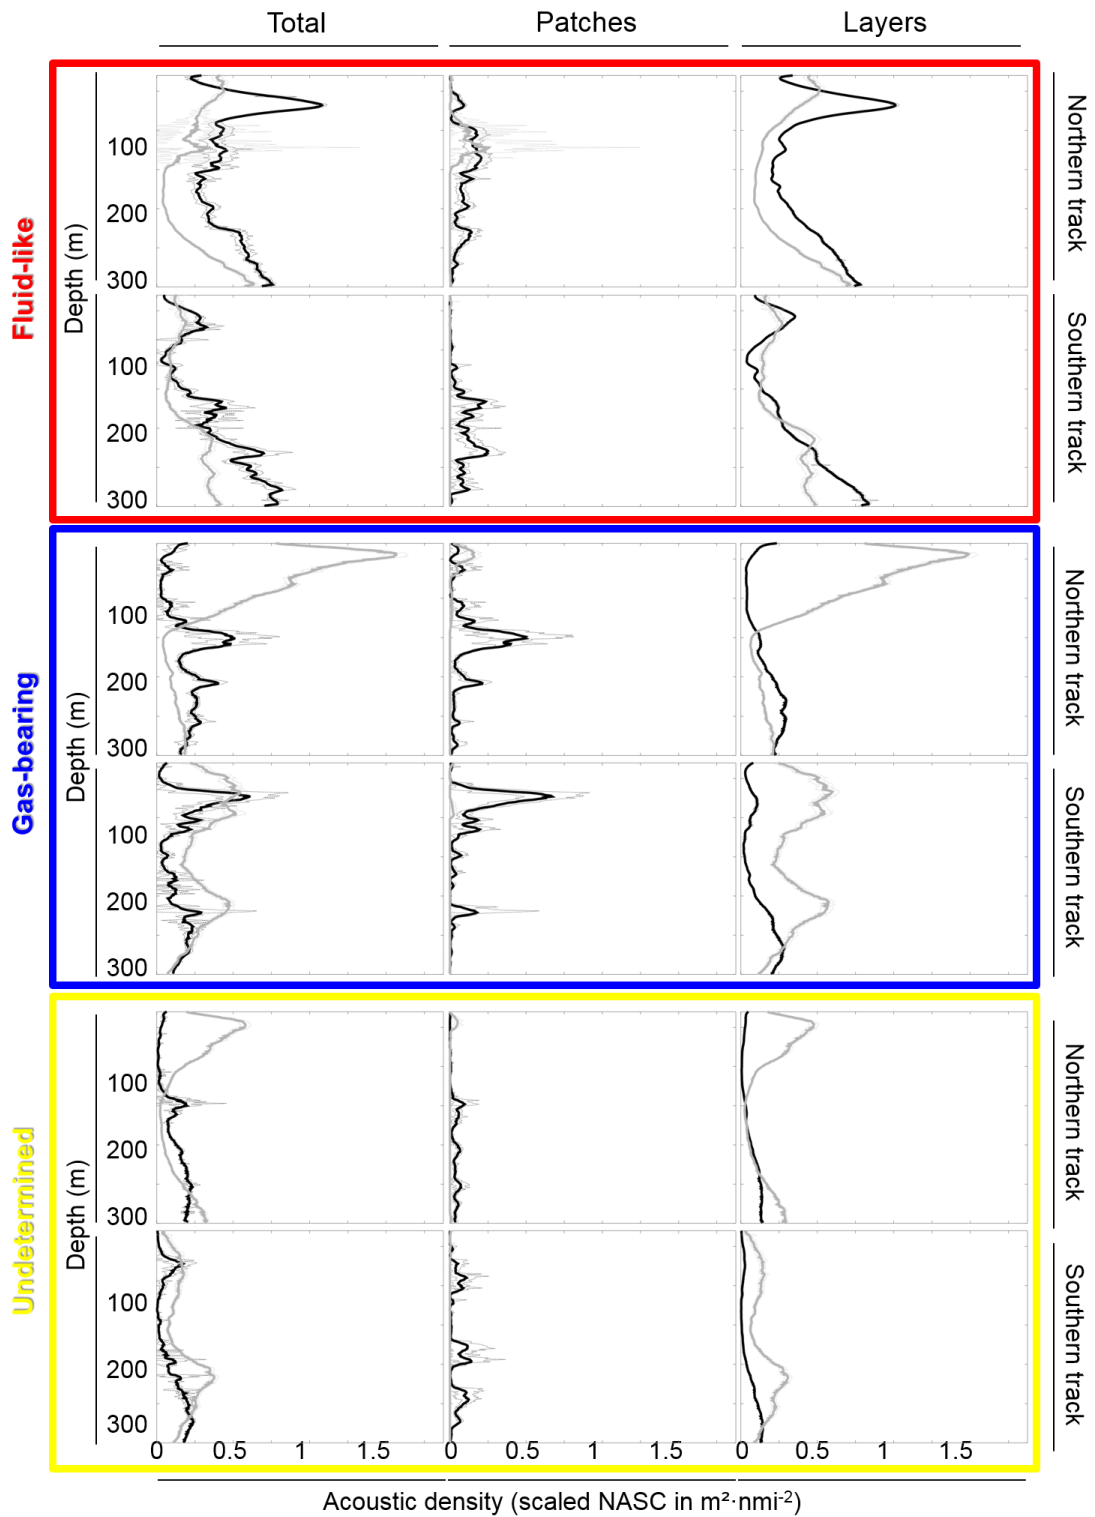 Total Patches Layers
Fluid-like
Depth (m)
100
200
300
Northern track
100
200
300
Southern track
Gas-bearing
Depth (m)
100
200
300
Northern track
100
200
300
Southern track
Undetermined
Depth (m)
100
200
300
Northern track
100
200
300
Southern track
0 0.5 1 1.5 0 0.5 1 1.5 0 0.5 1 1.5
Acoustic density (scaled NASC in m²·nmi⁻²)